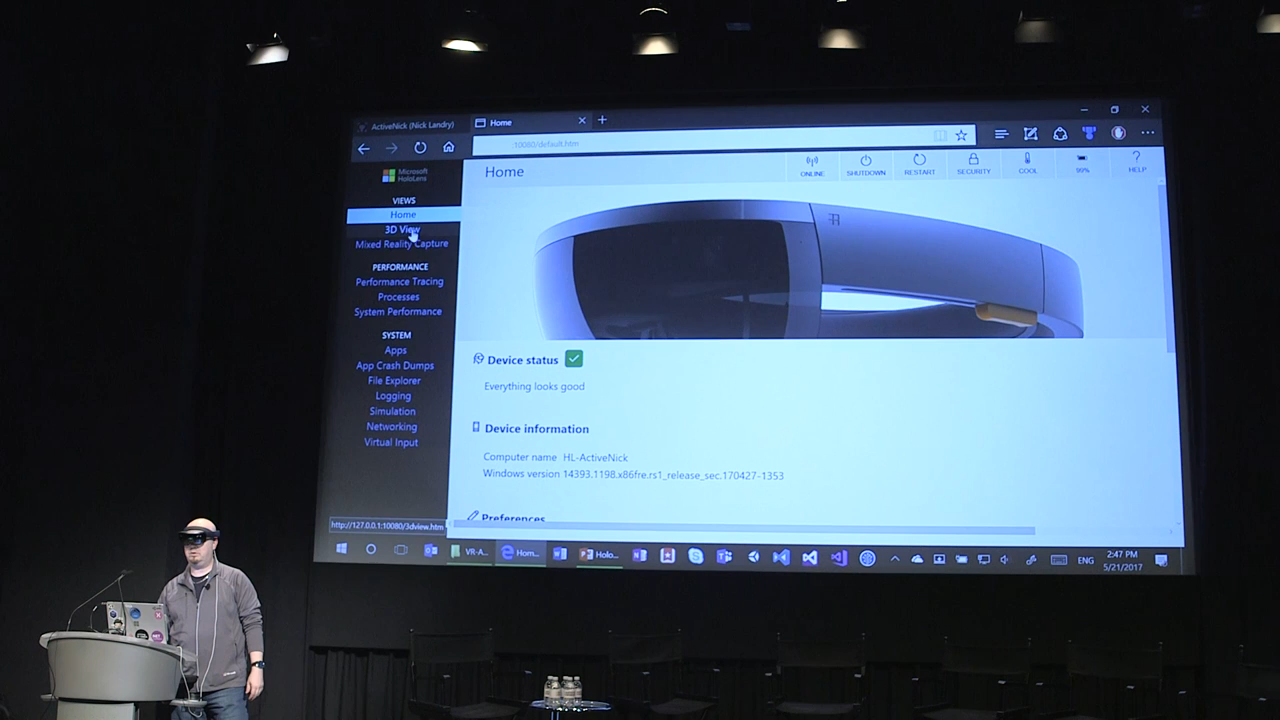 ActiveNick (Nick Landry)
Home
:10080/default.htm
Microsoft
HoloLens
Home
ONLINE
SHUTDOWN
RESTART
SECURITY
COOL
99%
HELP
VIEWS
Home
3D View
Mixed Reality Capture
PERFORMANCE
Performance Tracing
Processes
System Performance
SYSTEM
Apps
App Crash Dumps
File Explorer
Logging
Simulation
Networking
Virtual Input
Device status
Everything looks good
Device information
Computer name HL-ActiveNick
Windows version 14393.1198.x86fre.rs1_release_sec.170427-1353
Preferences
http://127.0.0.1:10080/3dview.htm
VR-A...
Hom...
Holo...
ENG
2:47 PM
5/21/2017